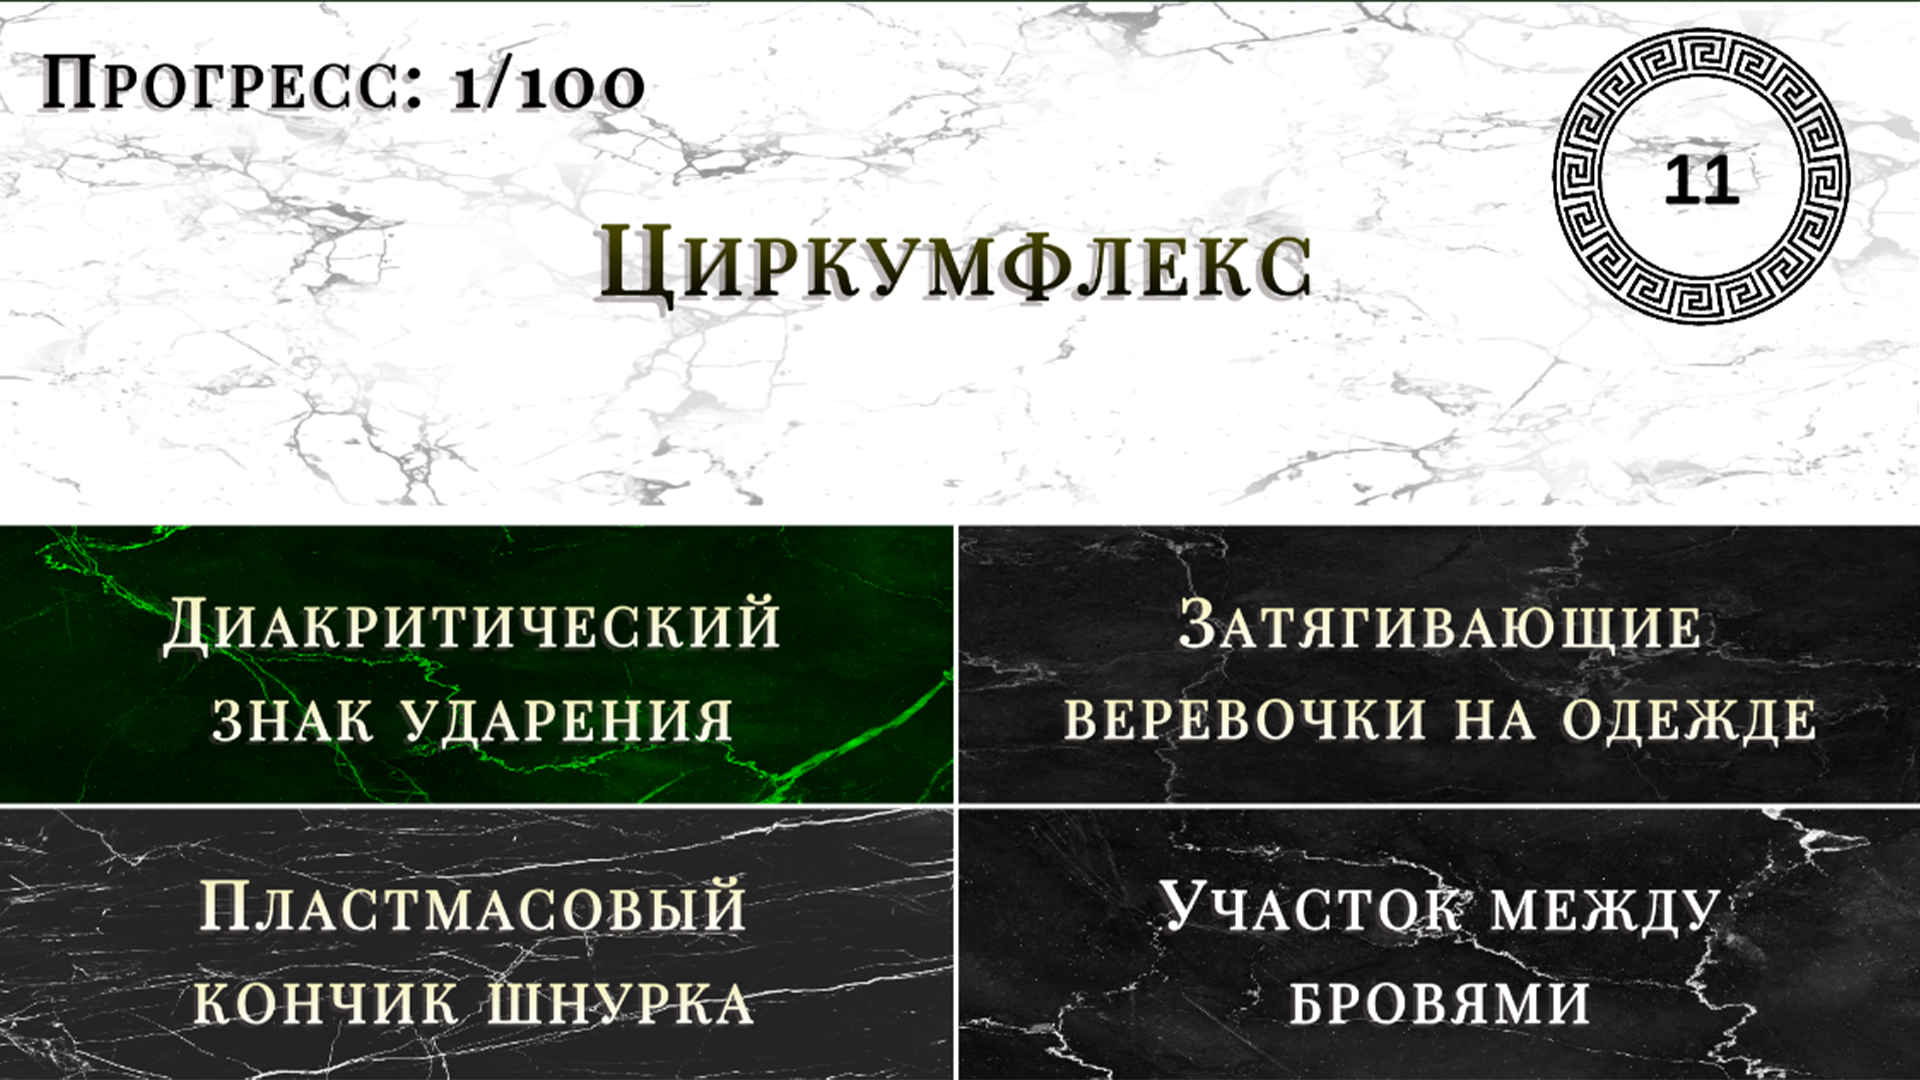 Прогресс: 1/100
11
Циркумфлекс
Диакритический
знак ударения
Затягивающие
веревочки на одежде
Пластмасовый
кончик шнурка
Участок между
бровями